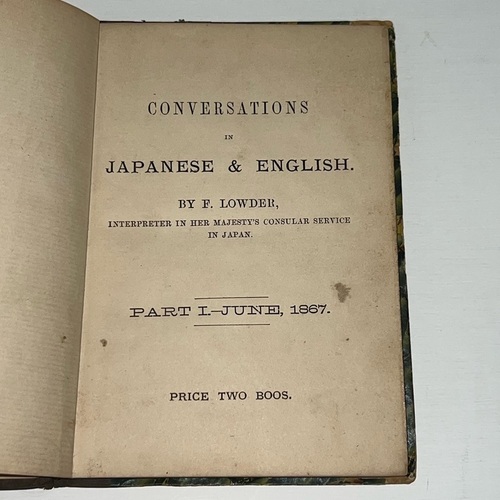 CONVERSATIONS
IN
JAPANESE & ENGLISH.
BY F. LOWDER,
INTERPRETER IN HER MAJESTY'S CONSULAR SERVICE
IN JAPAN.
PART I.—JUNE, 1867.
PRICE TWO BOOS.